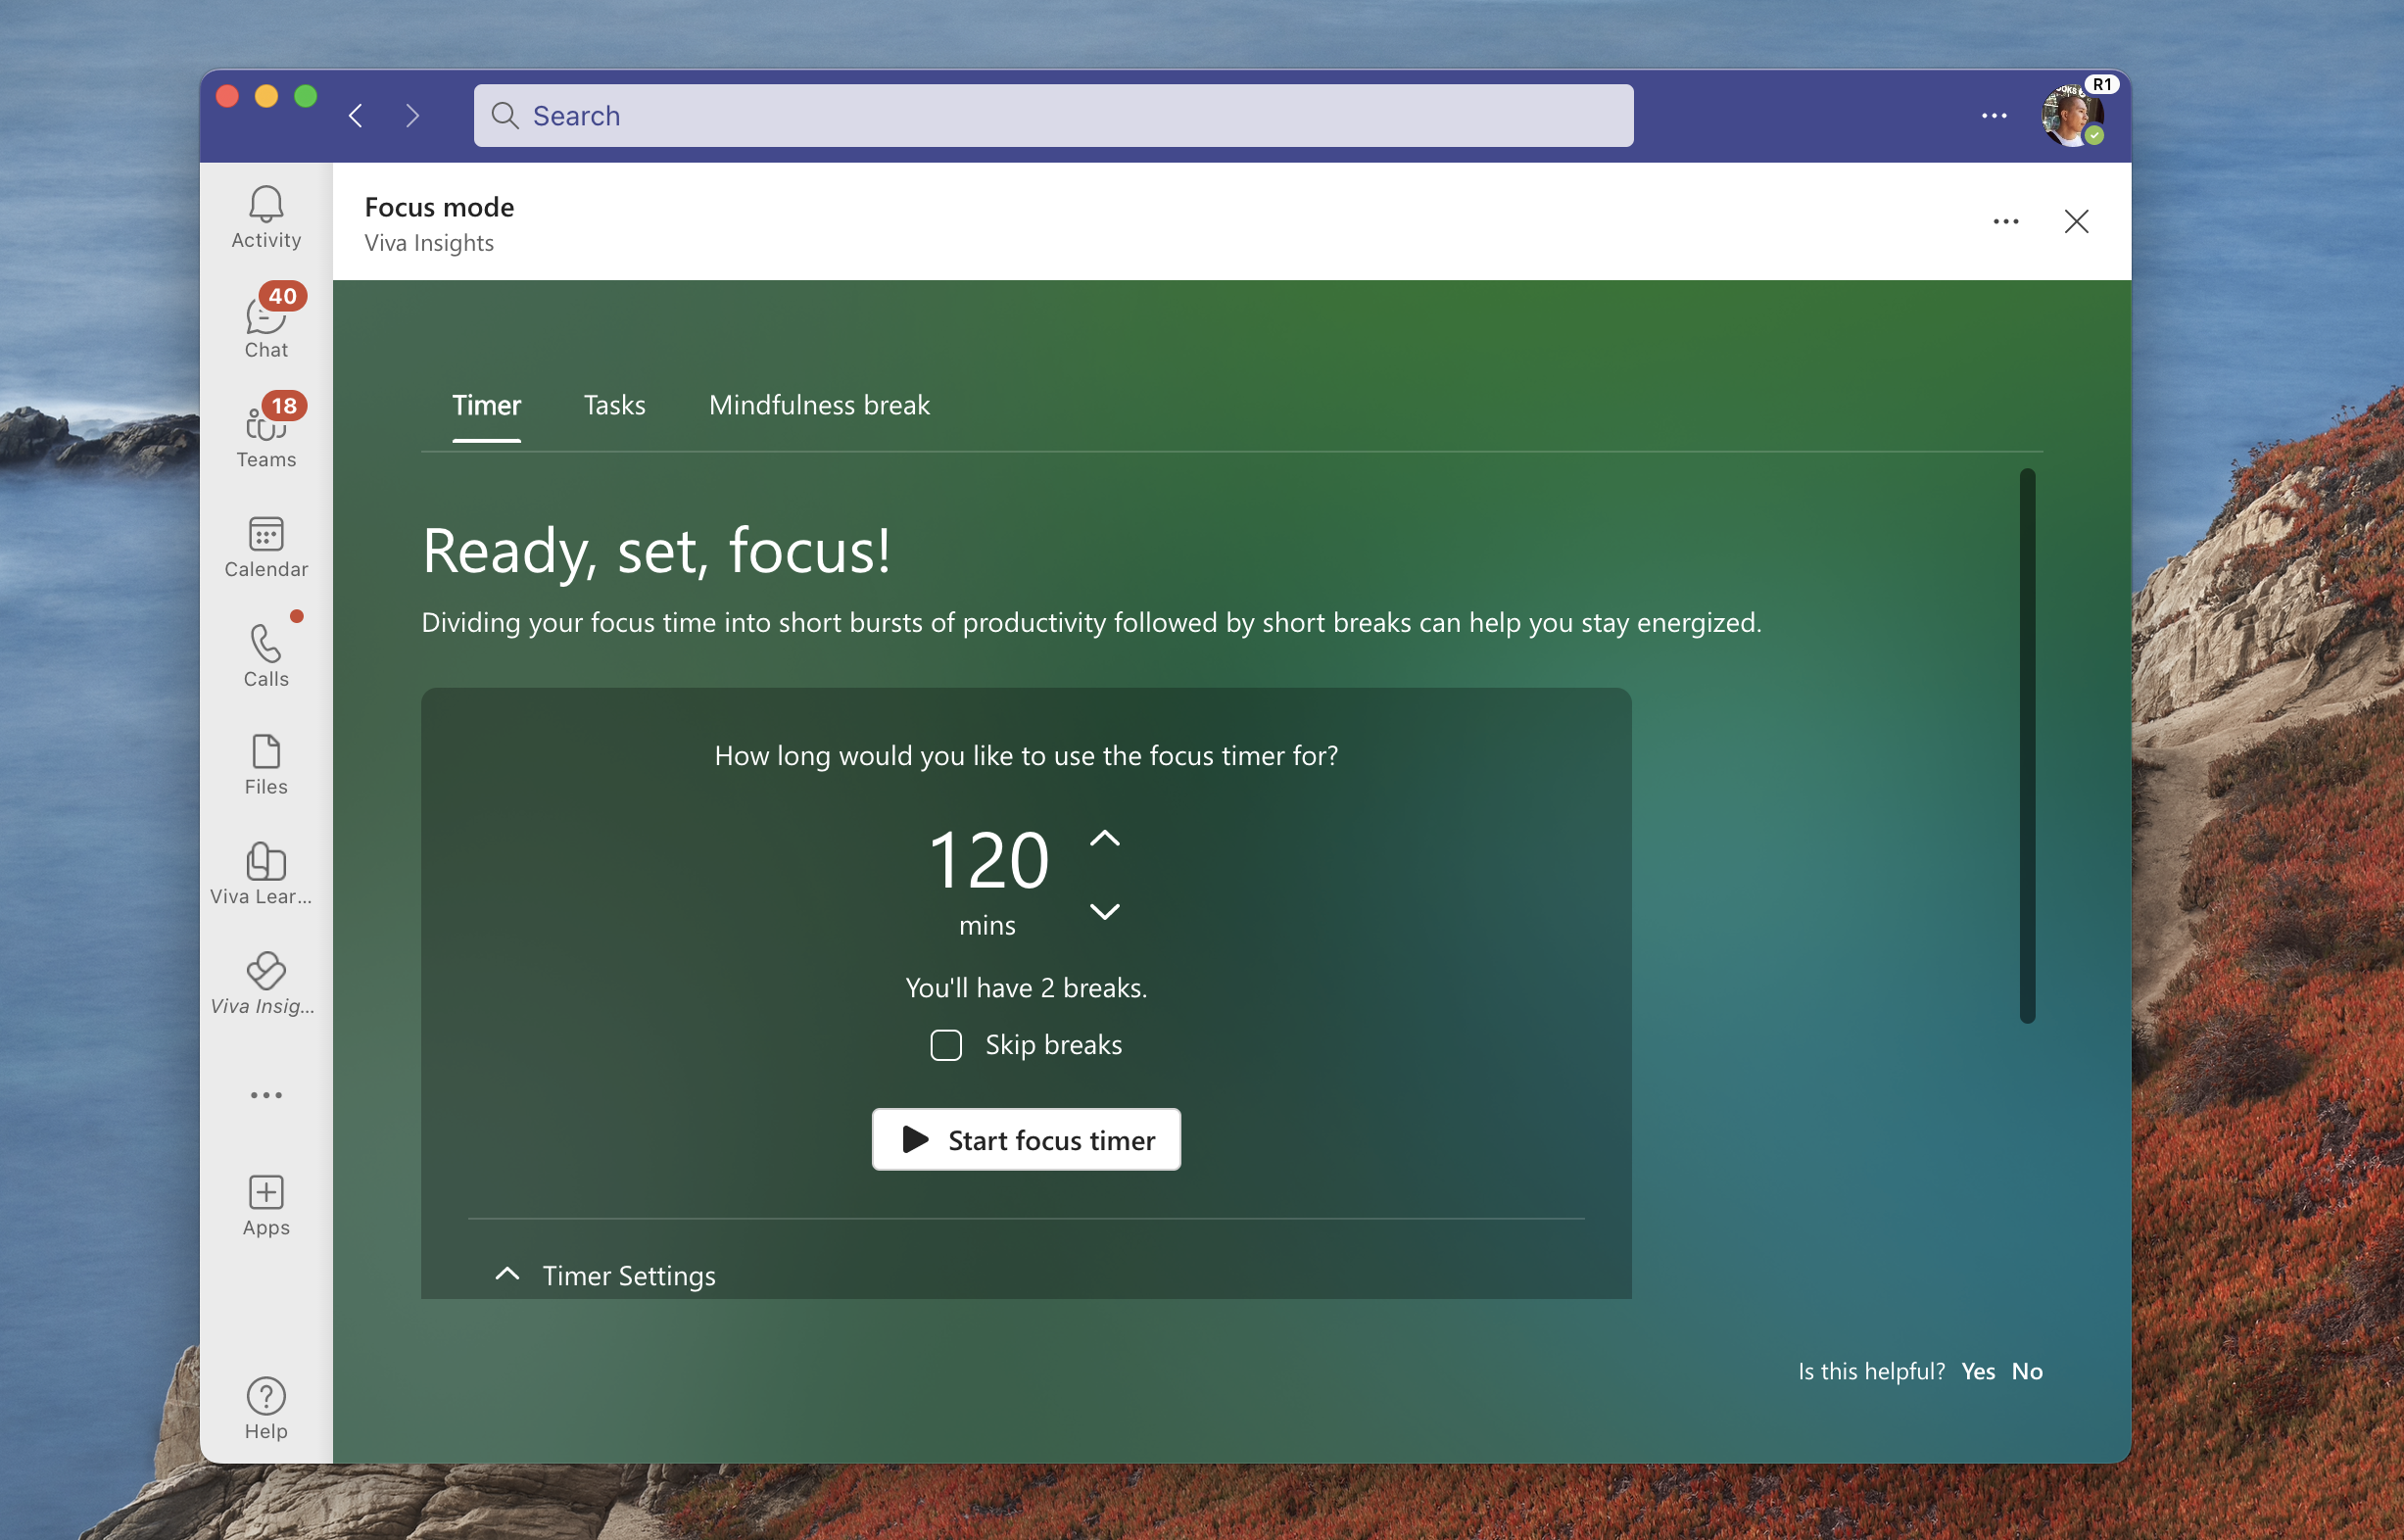 Search
R1
Focus mode
Viva Insights
Activity
40
Chat
18
Teams
Calendar
Calls
Files
Viva Lear...
Viva Insig...
Apps
Help
Timer Tasks Mindfulness break
Ready, set, focus!
Dividing your focus time into short bursts of productivity followed by short breaks can help you stay energized.
How long would you like to use the focus timer for?
120
mins
You'll have 2 breaks.
Skip breaks
Start focus timer
Timer Settings
Is this helpful? Yes No